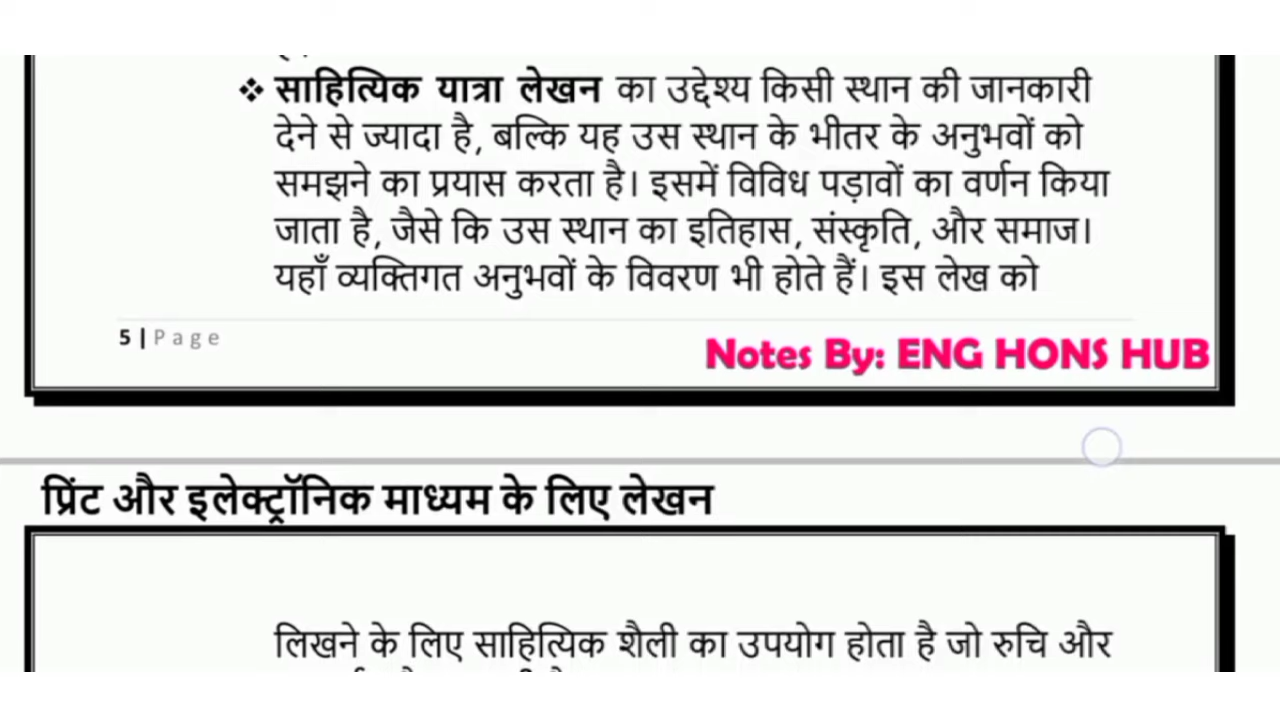 ❖ साहित्यिक यात्रा लेखन का उद्देश्य किसी स्थान की जानकारी
देने से ज्यादा है, बल्कि यह उस स्थान के भीतर के अनुभवों को
समझने का प्रयास करता है। इसमें विविध पड़ावों का वर्णन किया
जाता है, जैसे कि उस स्थान का इतिहास, संस्कृति, और समाज।
यहाँ व्यक्तिगत अनुभवों के विवरण भी होते हैं। इस लेख को
5 | Page
Notes By: ENG HONS HUB
प्रिंट और इलेक्ट्रॉनिक माध्यम के लिए लेखन
लिखने के लिए साहित्यिक शैली का उपयोग होता है जो रुचि और